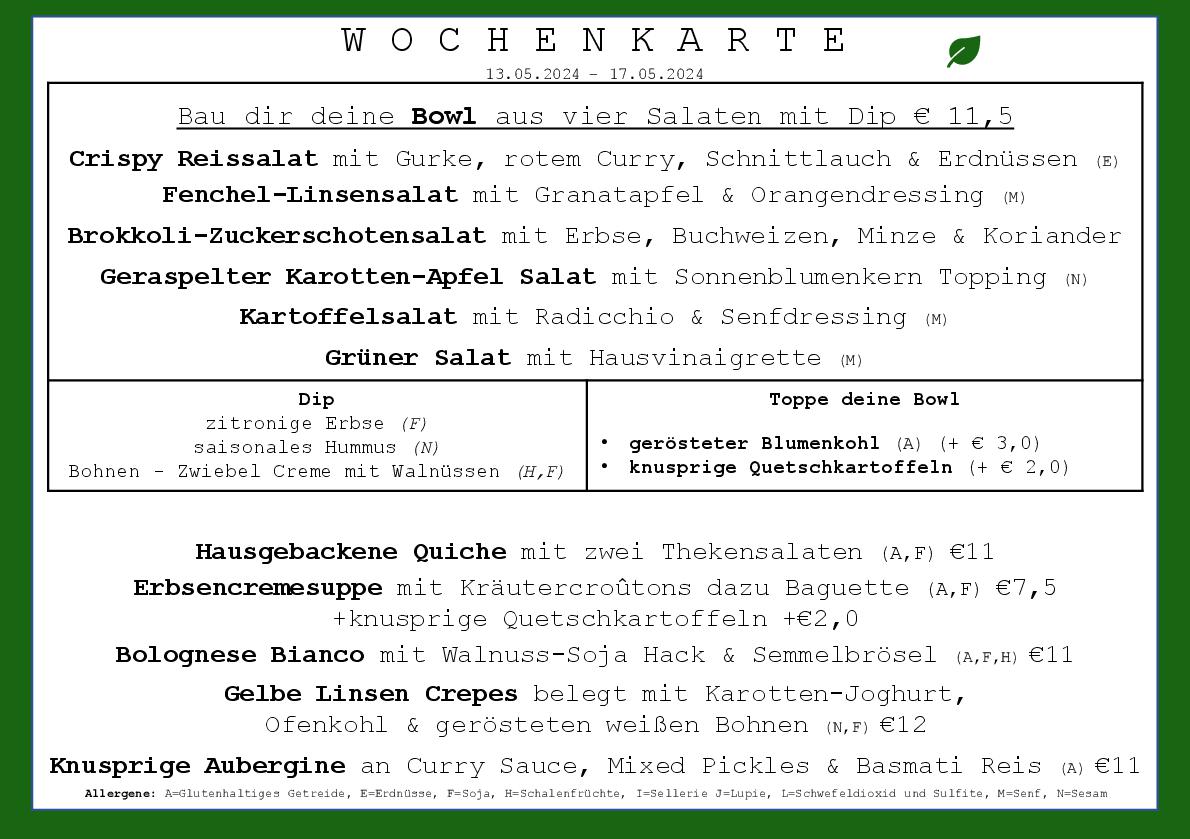 WOCHENKARTE
13.05.2024 – 17.05.2024
Bau dir deine Bowl aus vier Salaten mit Dip € 11,5
Crispy Reissalat mit Gurke, rotem Curry, Schnittlauch & Erdnüssen (E)
Fenchel-Linsensalat mit Granatapfel & Orangendressing (M)
Brokkoli-Zuckerschotensalat mit Erbse, Buchweizen, Minze & Koriander
Geraspelter Karotten-Apfel Salat mit Sonnenblumenkern Topping (N)
Kartoffelsalat mit Radicchio & Senfdressing (M)
Grüner Salat mit Hausvinaigrette (M)
Dip
zitronige Erbse (F)
saisonales Hummus (N)
Bohnen - Zwiebel Creme mit Walnüssen (H,F)
Toppe deine Bowl
• gerösteter Blumenkohl (A) (+ € 3,0)
• knusprige Quetschkartoffeln (+ € 2,0)
Hausgebackene Quiche mit zwei Thekensalaten (A,F) €11
Erbsencremesuppe mit Kräutercroûtons dazu Baguette (A,F) €7,5
+knusprige Quetschkartoffeln +€2,0
Bolognese Bianco mit Walnuss-Soja Hack & Semmelbrösel (A,F,H) €11
Gelbe Linsen Crepes belegt mit Karotten-Joghurt,
Ofenkohl & gerösteten weißen Bohnen (N,F) €12
Knusprige Aubergine an Curry Sauce, Mixed Pickles & Basmati Reis (A) €11
Allergene: A=Glutenhaltiges Getreide, E=Erdnüsse, F=Soja, H=Schalenfrüchte, I=Sellerie J=Lupie, L=Schwefeldioxid und Sulfite, M=Senf, N=Sesam